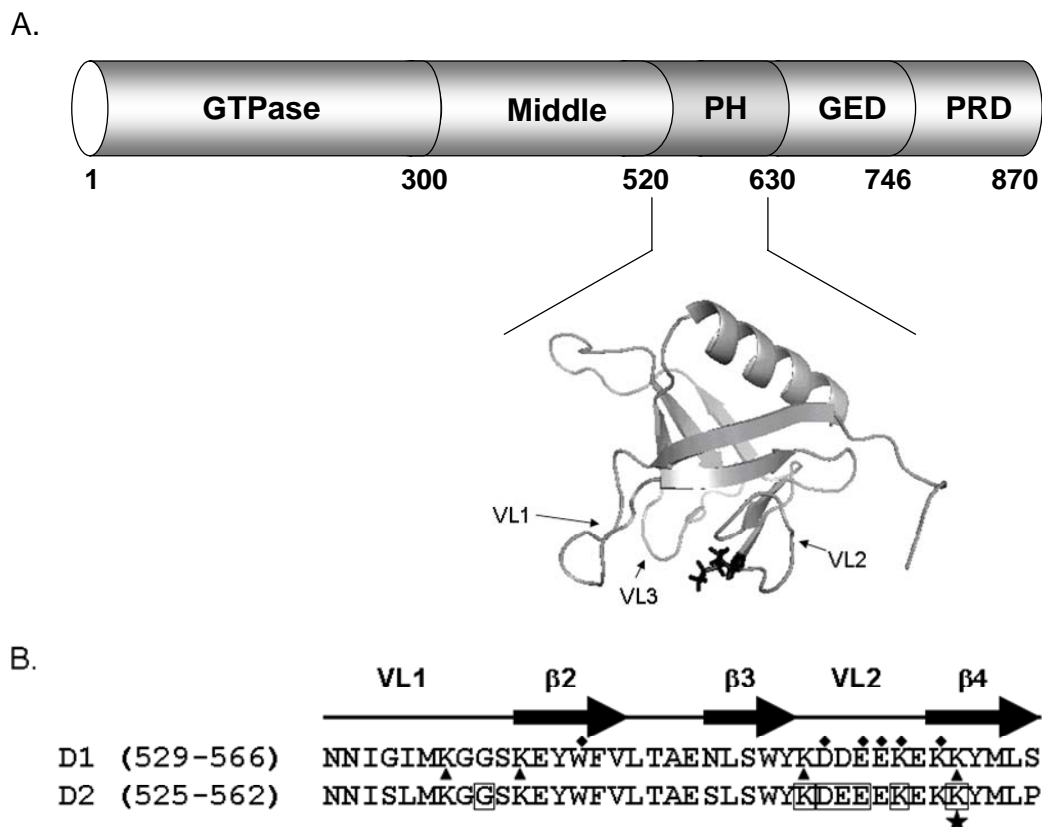 A.
GTPase Middle PH GED PRD
1 300 520 630 746 870
VL1
VL2
VL3
B.
VL1 β2 β3 VL2 β4
D1 (529-566) NNIGIMKGGSKEYWFVLTAENLSWYKDDEEKEKKYMLS
D2 (525-562) NNISLMKGGSKEYWFVLTAESLSWYKDEEEKEKKYMLP